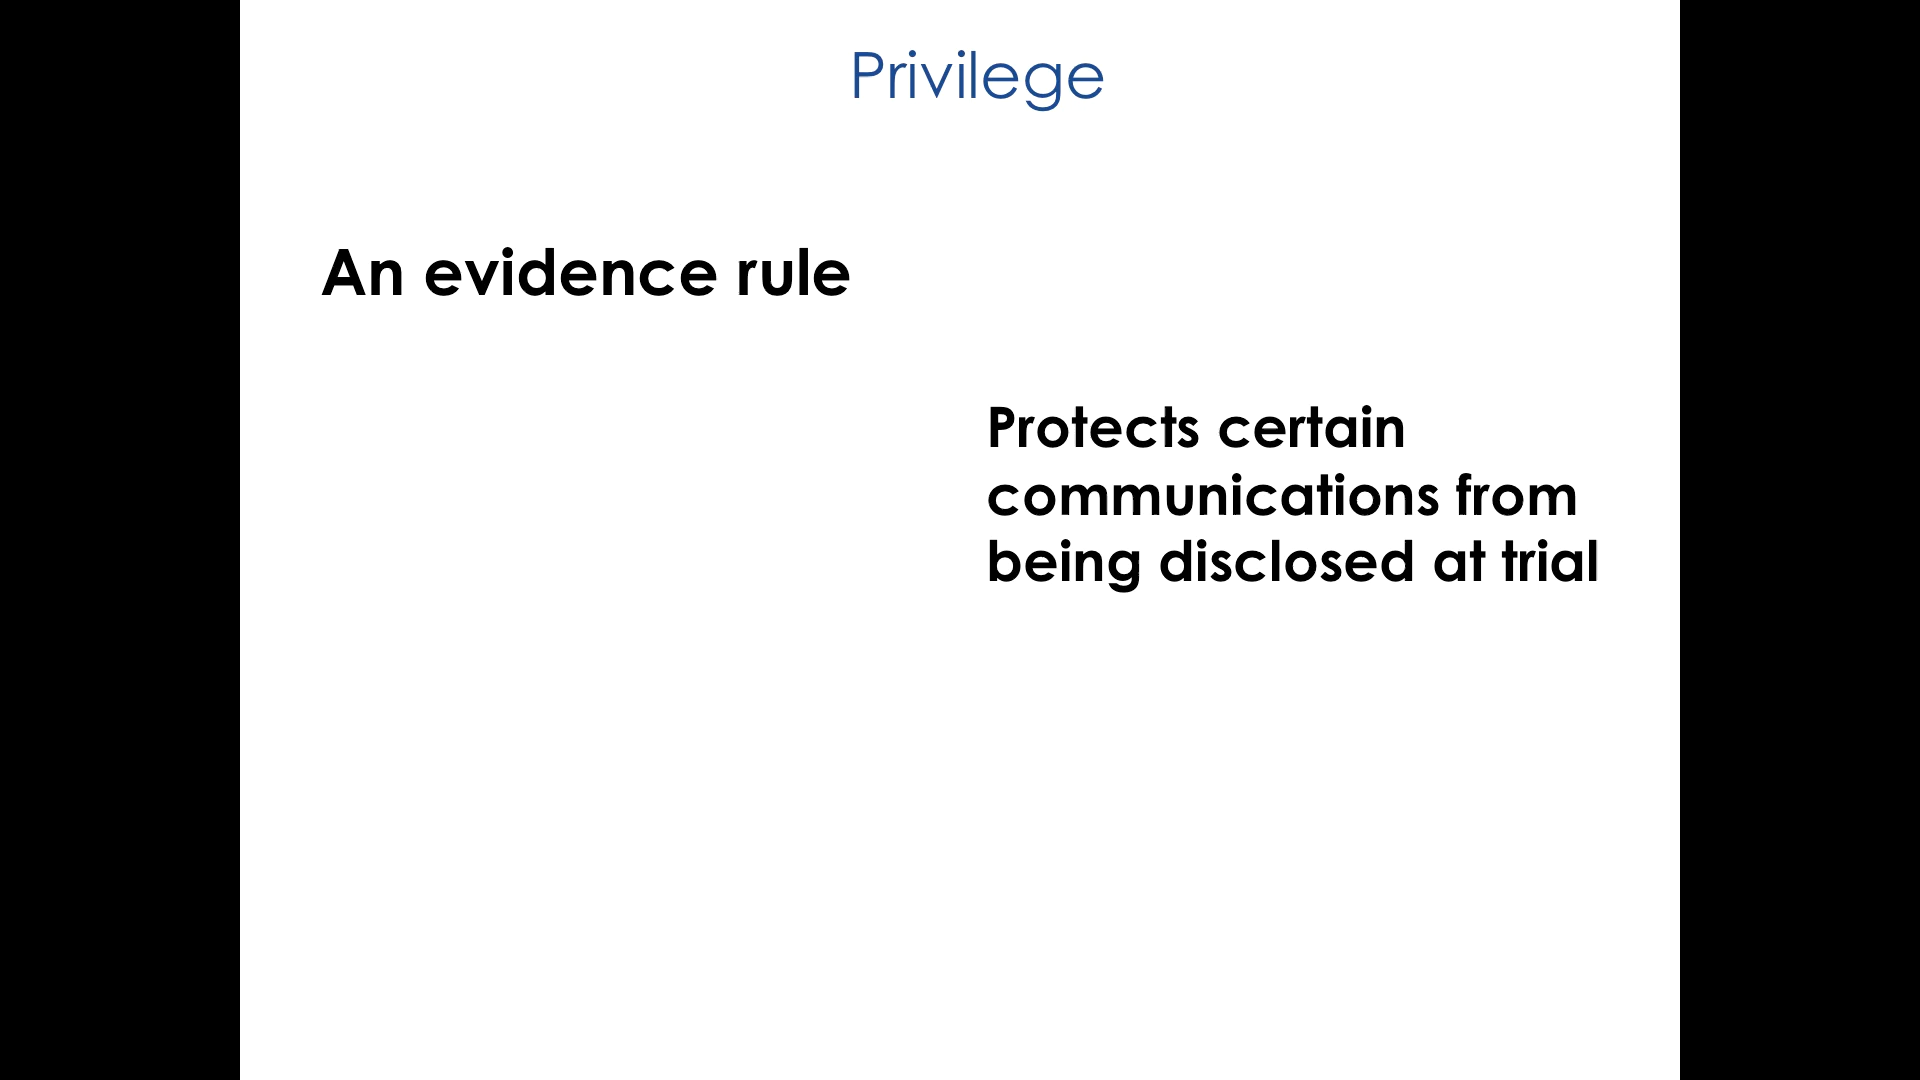 Privilege
An evidence rule
Protects certain
communications from
being disclosed at trial